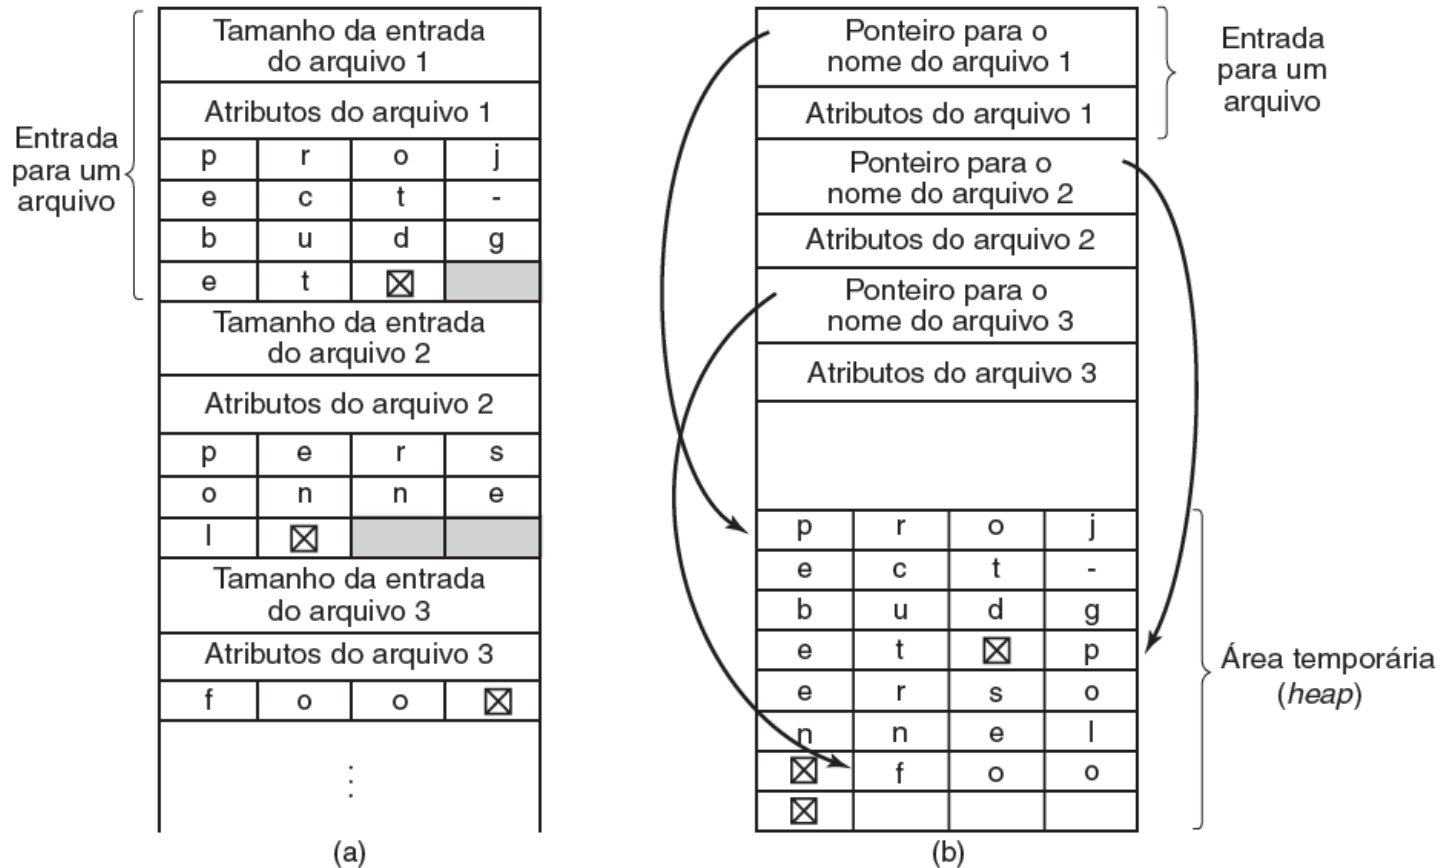 Tamanho da entrada
do arquivo 1
Atributos do arquivo 1
Entrada
para um
arquivo
p r o j
e c t -
b u d g
e t ☒
Tamanho da entrada
do arquivo 2
Atributos do arquivo 2
p e r s
o n n e
l ☒
Tamanho da entrada
do arquivo 3
Atributos do arquivo 3
f o o ☒
⋮
(a)
Ponteiro para o
nome do arquivo 1
Atributos do arquivo 1
Entrada
para um
arquivo
Ponteiro para o
nome do arquivo 2
Atributos do arquivo 2
Ponteiro para o
nome do arquivo 3
Atributos do arquivo 3
p r o j
e c t -
b u d g
e t ☒ p
e r s o
n n e l
☒ f o o
☒
Área temporária
(heap)
(b)